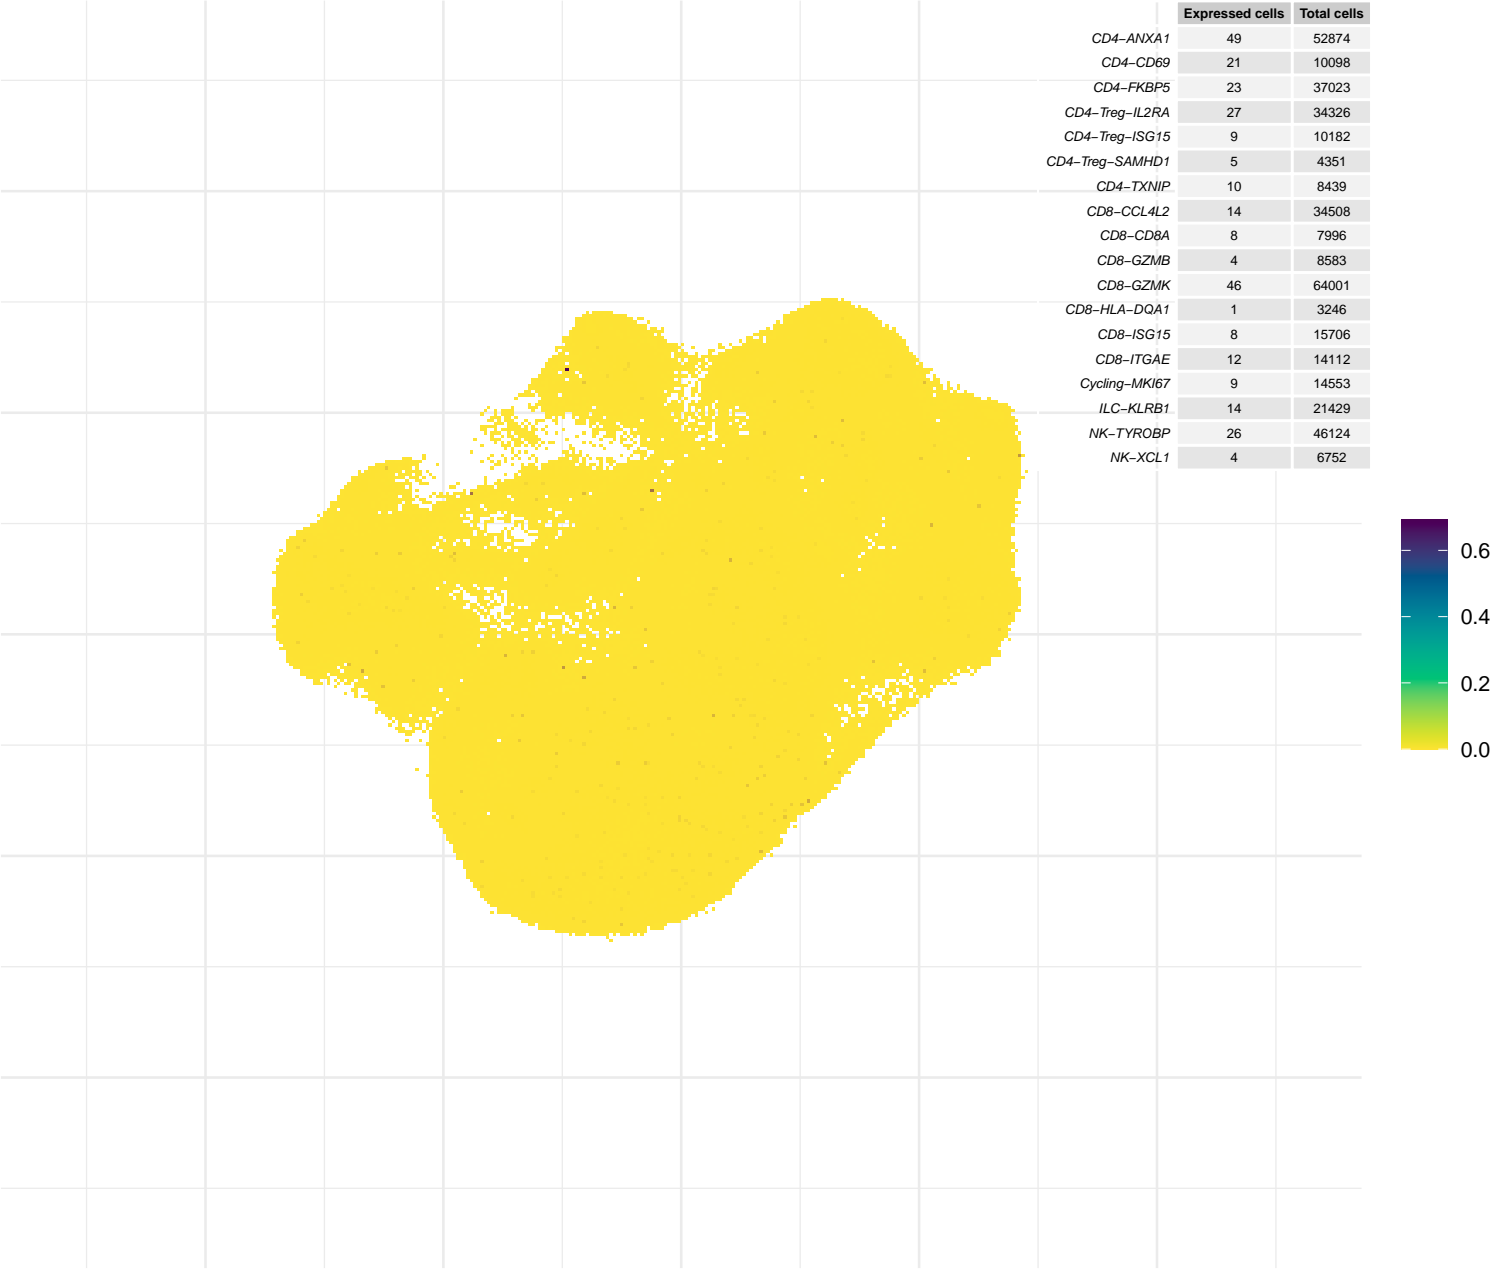 Expressed cells Total cells
CD4−ANXA1 49 52874
CD4−CD69 21 10098
CD4−FKBP5 23 37023
CD4−Treg−IL2RA 27 34326
CD4−Treg−ISG15 9 10182
CD4−Treg−SAMHD1 5 4351
CD4−TXNIP 10 8439
CD8−CCL4L2 14 34508
CD8−CD8A 8 7996
CD8−GZMB 4 8583
CD8−GZMK 46 64001
CD8−HLA−DQA1 1 3246
CD8−ISG15 8 15706
CD8−ITGAE 12 14112
Cycling−MKI67 9 14553
ILC−KLRB1 14 21429
NK−TYROBP 26 46124
NK−XCL1 4 6752
0.6
0.4
0.2
0.0